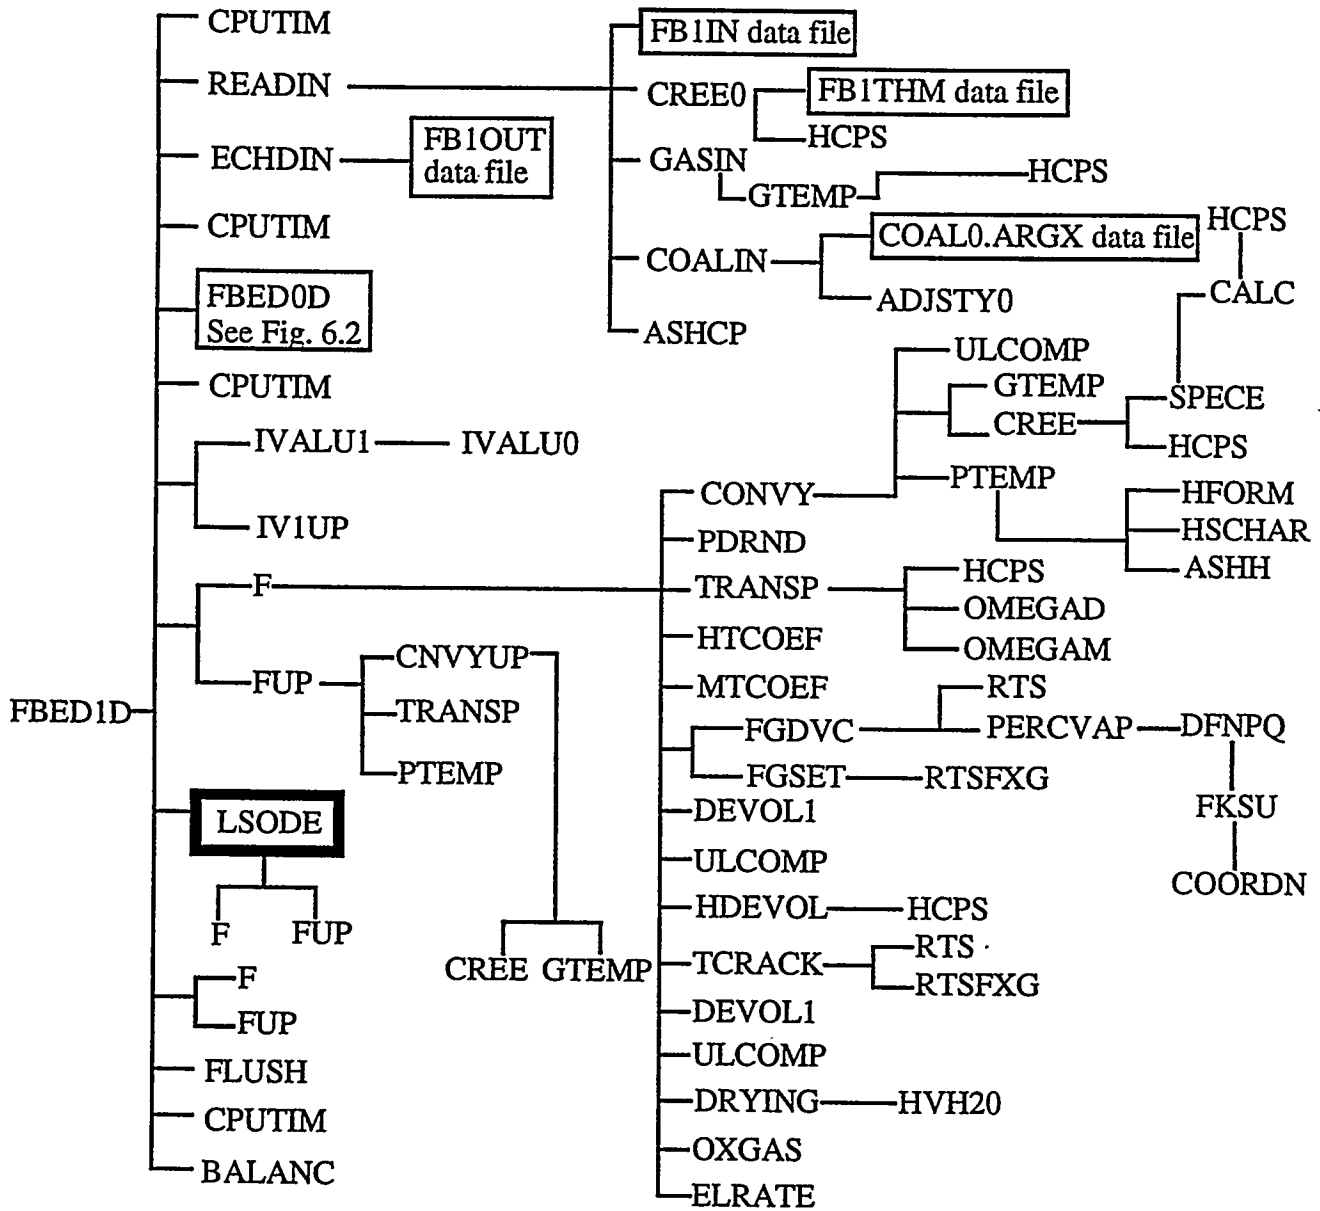 CPUTIM
READIN
ECHDIN
FB1OUT
data file
CPUTIM
FBED0D
See Fig. 6.2
CPUTIM
IVALU1
IVALU0
IV1UP
F
FUP
CNVYUP
TRANSP
PTEMP
FBED1D
LSODE
F
FUP
CREE
GTEMP
F
FUP
FLUSH
CPUTIM
BALANC
FB1IN data file
CREE0
FB1THM data file
HCPS
GASIN
GTEMP
HCPS
COALIN
COAL0.ARGX data file
ADJSTY0
ASHCP
HCPS
CALC
ULCOMP
GTEMP
CREE
SPECE
HCPS
CONVY
PTEMP
HFORM
HSCHAR
ASHH
PDRND
TRANSP
HCPS
OMEGAD
OMEGAM
HTCOEF
MTCOEF
FGDVC
RTS
PERCVAP
DFNPQ
FKSU
COORDN
FGSET
RTSFXG
DEVOL1
ULCOMP
HDEVOL
HCPS
TCRACK
RTS
RTSFXG
DEVOL1
ULCOMP
DRYING
HVH20
OXGAS
ELRATE